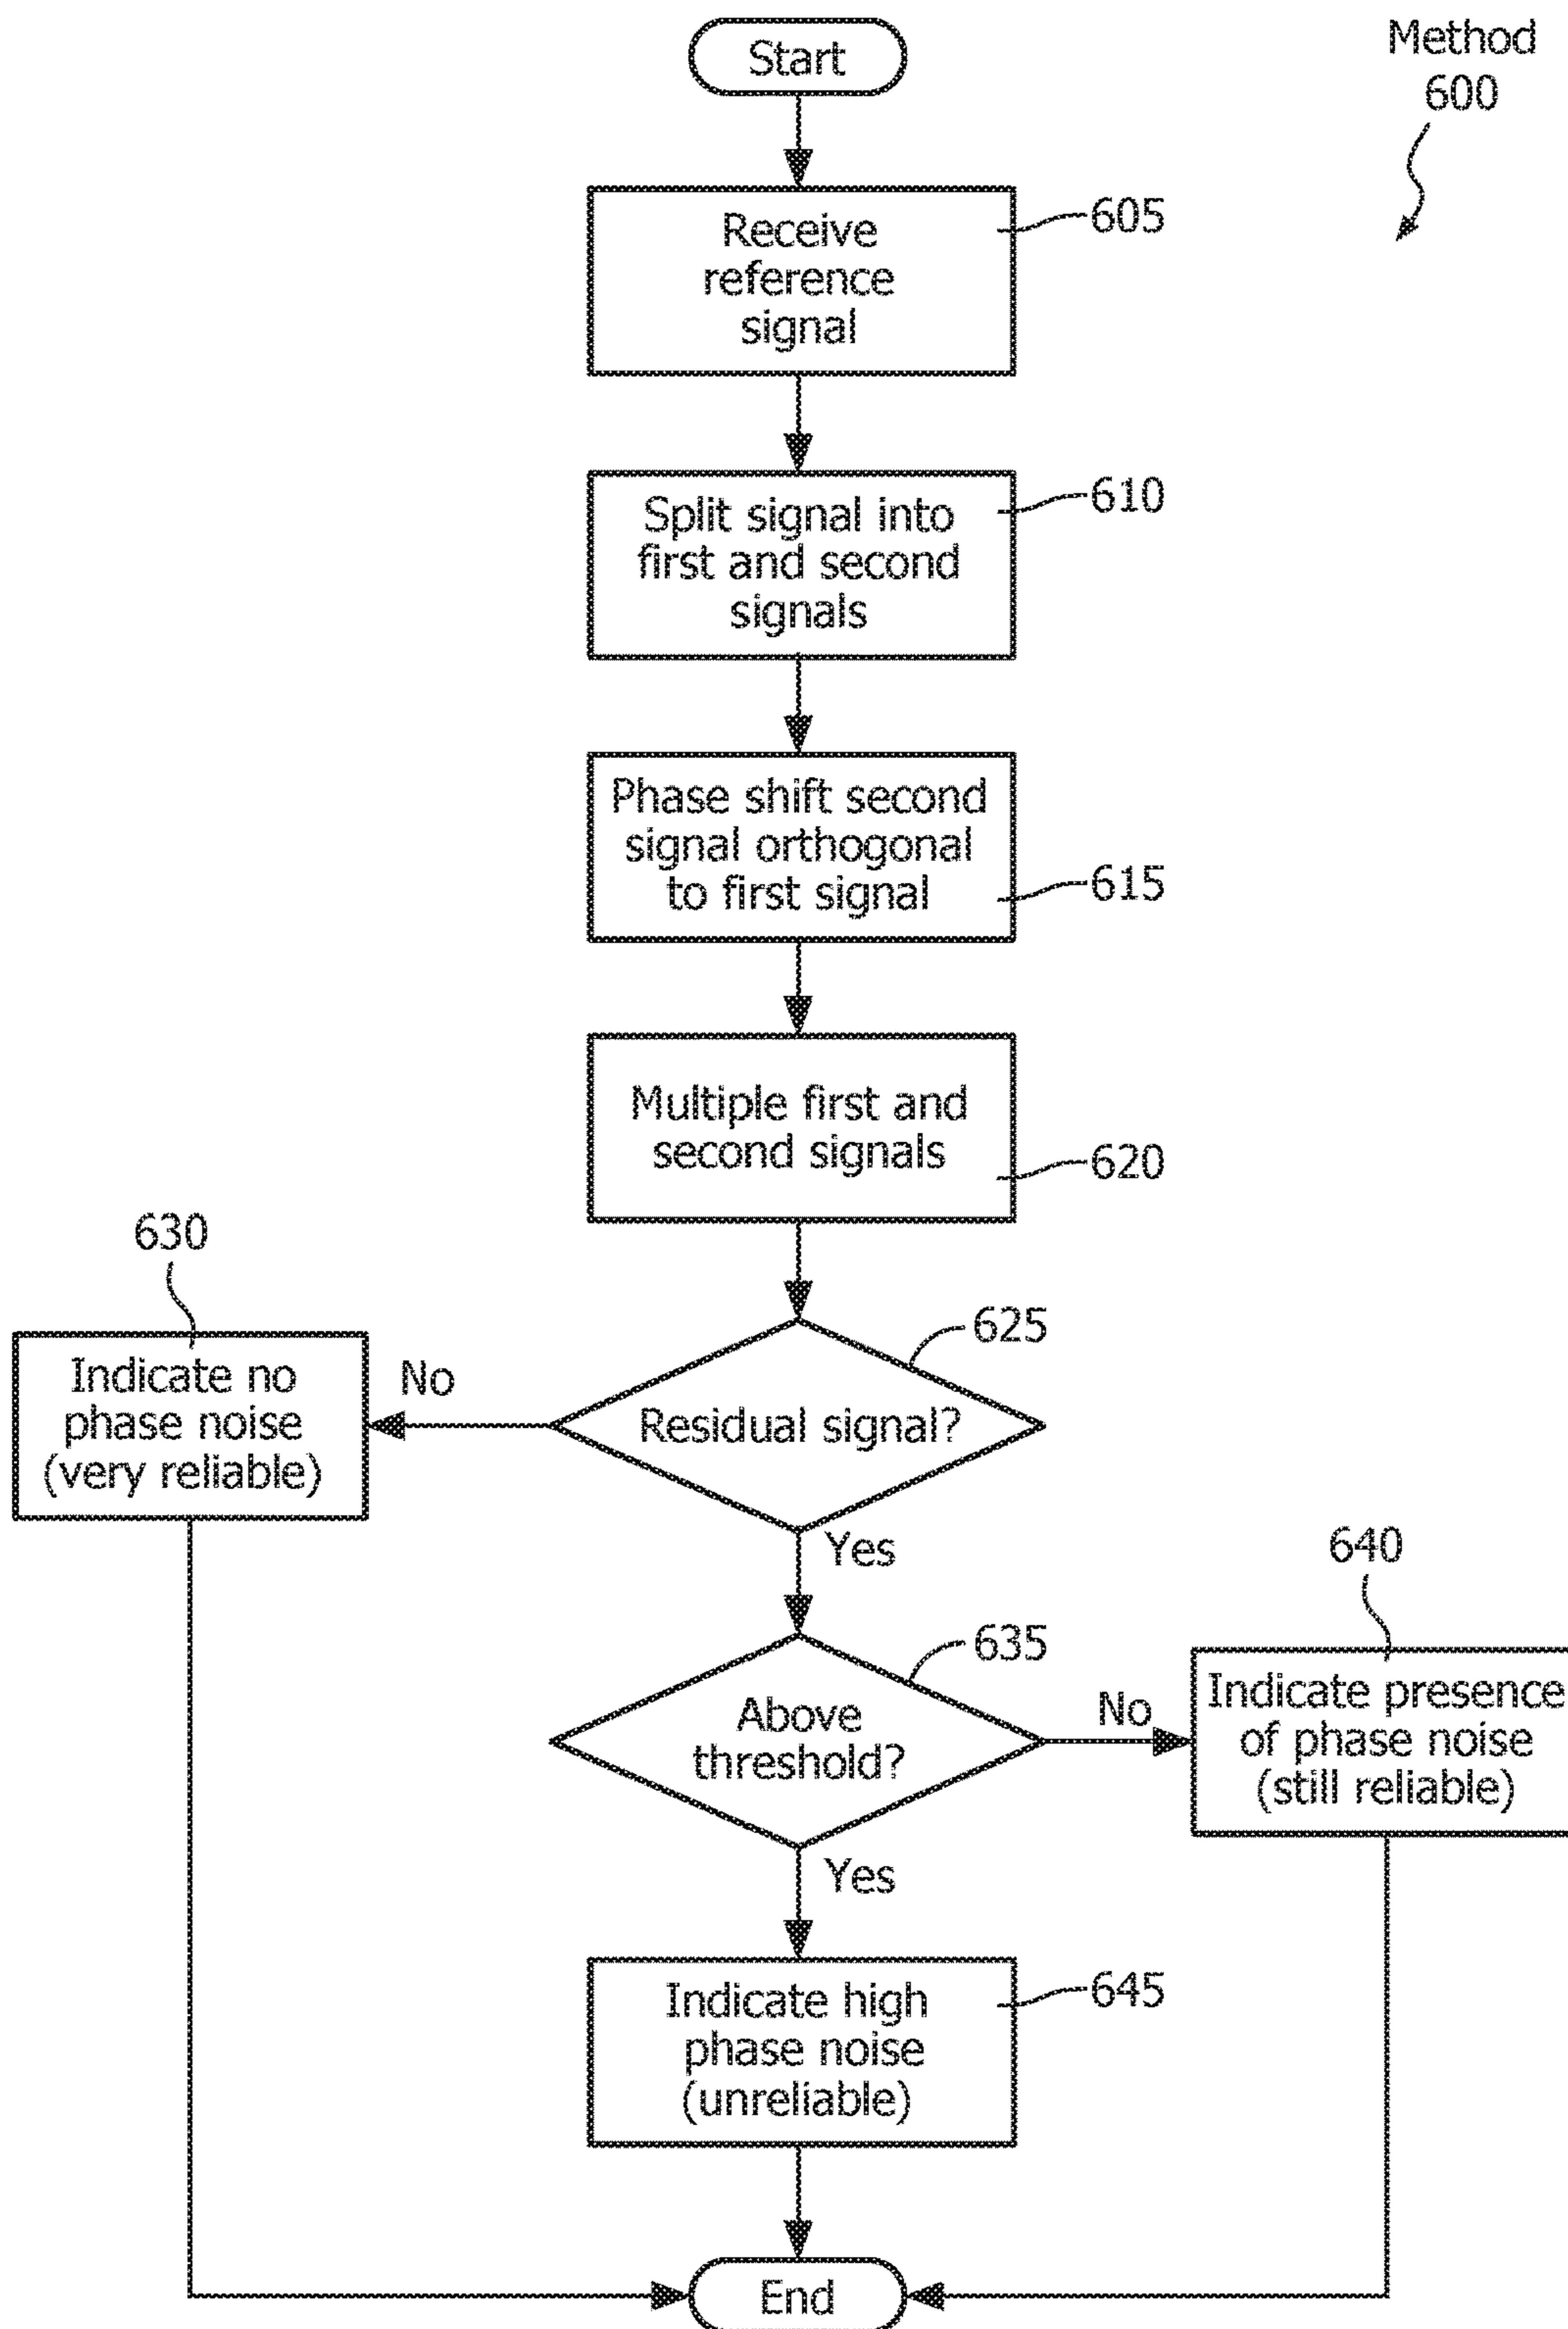 Start
Method
600
Receive
reference
signal
605
Split signal into
first and second
signals
610
Phase shift second
signal orthogonal
to first signal
615
Multiple first and
second signals
620
630
Indicate no
phase noise
(very reliable)
No
625
Residual signal?
Yes
640
635
Above
threshold?
No
Indicate presence
of phase noise
(still reliable)
Yes
Indicate high
phase noise
(unreliable)
645
End